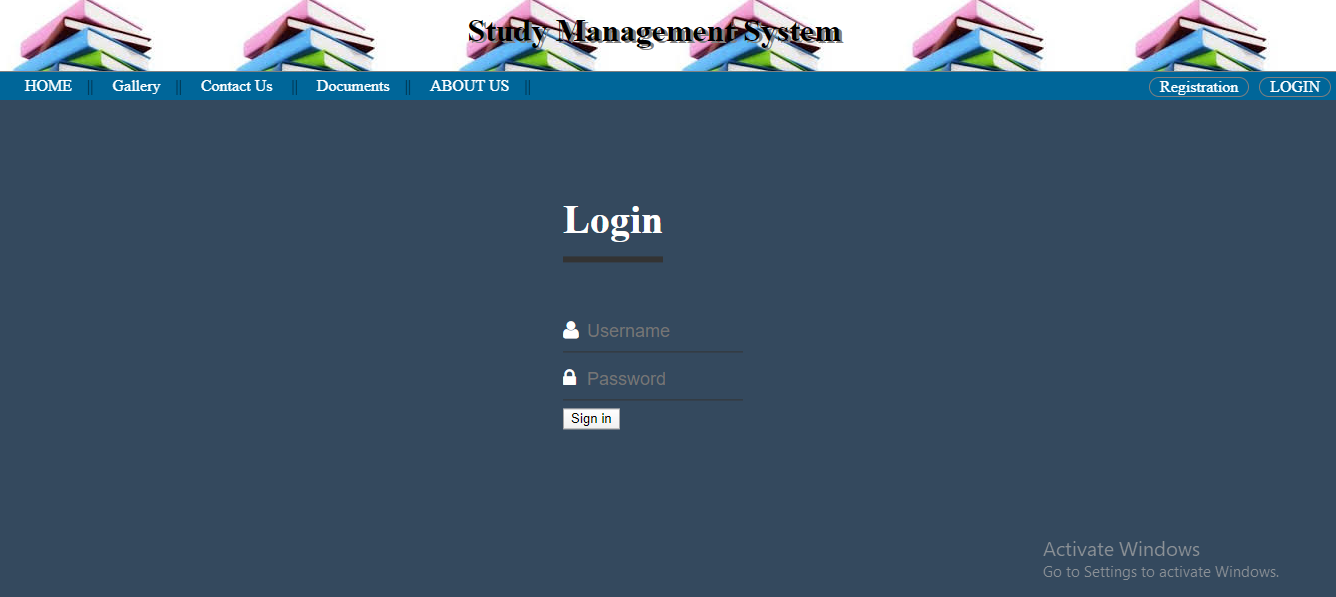 Study Management System
HOME || Gallery || Contact Us || Documents || ABOUT US || Registration LOGIN
Login
Username
Password
Sign in
Activate Windows
Go to Settings to activate Windows.